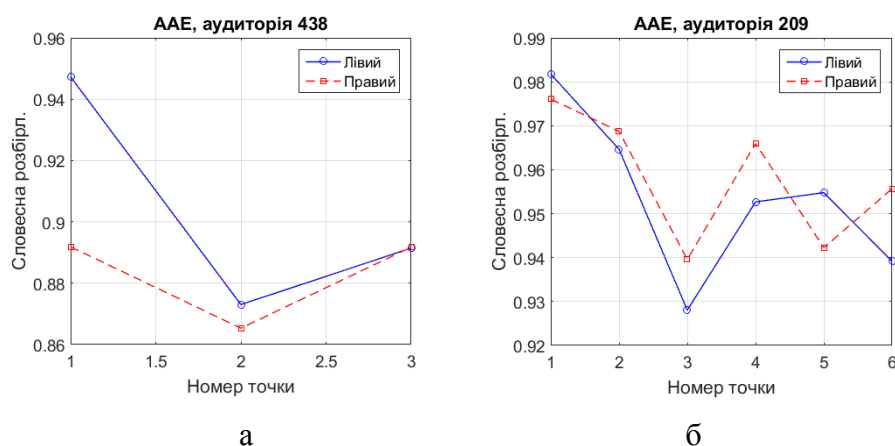 ААЕ, аудиторія 438
0.96
0.94
0.92
0.9
0.88
0.86
Словесна розбірл.
Лівий
Правий
1
1.5
2
2.5
3
Номер точки
а
ААЕ, аудиторія 209
0.99
0.98
0.97
0.96
0.95
0.94
0.93
0.92
Словесна розбірл.
Лівий
Правий
1
2
3
4
5
6
Номер точки
б